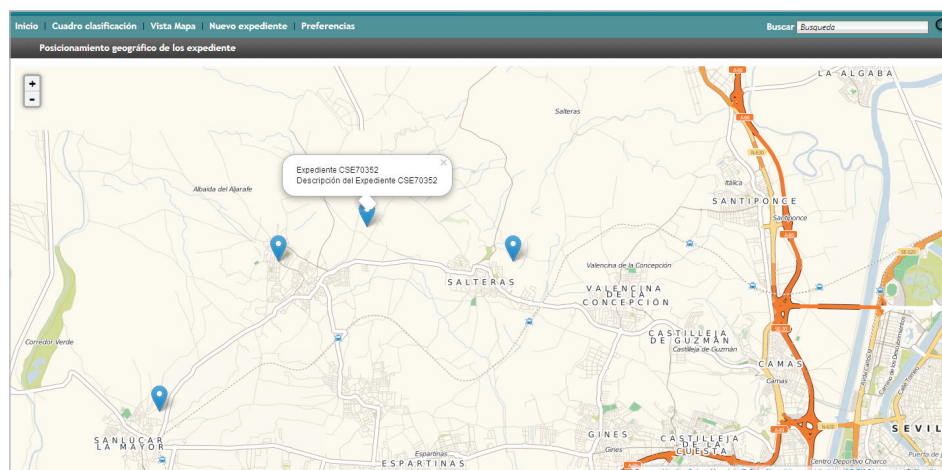 Inicio | Cuadro clasificación | Vista Mapa | Nuevo expediente | Preferencias
Buscar Busqueda
Posicionamiento geográfico de los expediente
+
-
LA ALGABA
Salteras
Expediente CSE70352
Descripción del Expediente CSE70352
×
Albaida del Aljarafe
Itálica
SANTIPONCE
Santiponce
Valencina de la Concepción
SALTERAS
VALENCINA
DE LA
CONCEPCIÓN
Corredor Verde
CASTILLEJA
DE GUZMÁN
Castilleja de Guzmán
CAMAS
Camas
SANLÚCAR
LA MAYOR
GINES
Gines
CASTILLEJA
DE LA
CUESTA
SEVIL
Espartinas
ESPARTINAS
Centro Deportivo Charco
Puerta de